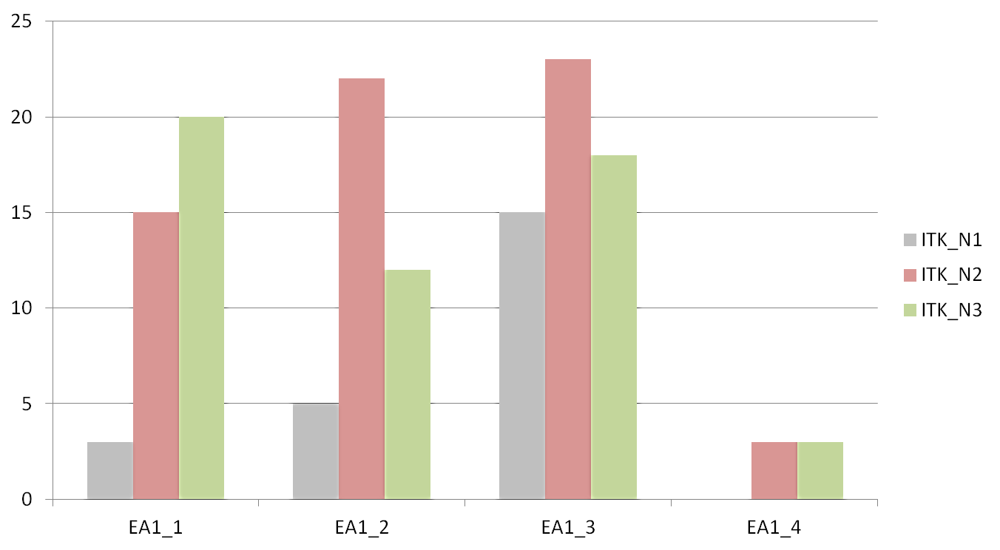 25
20
15
10
5
0
EA1_1
EA1_2
EA1_3
EA1_4
ITK_N1
ITK_N2
ITK_N3